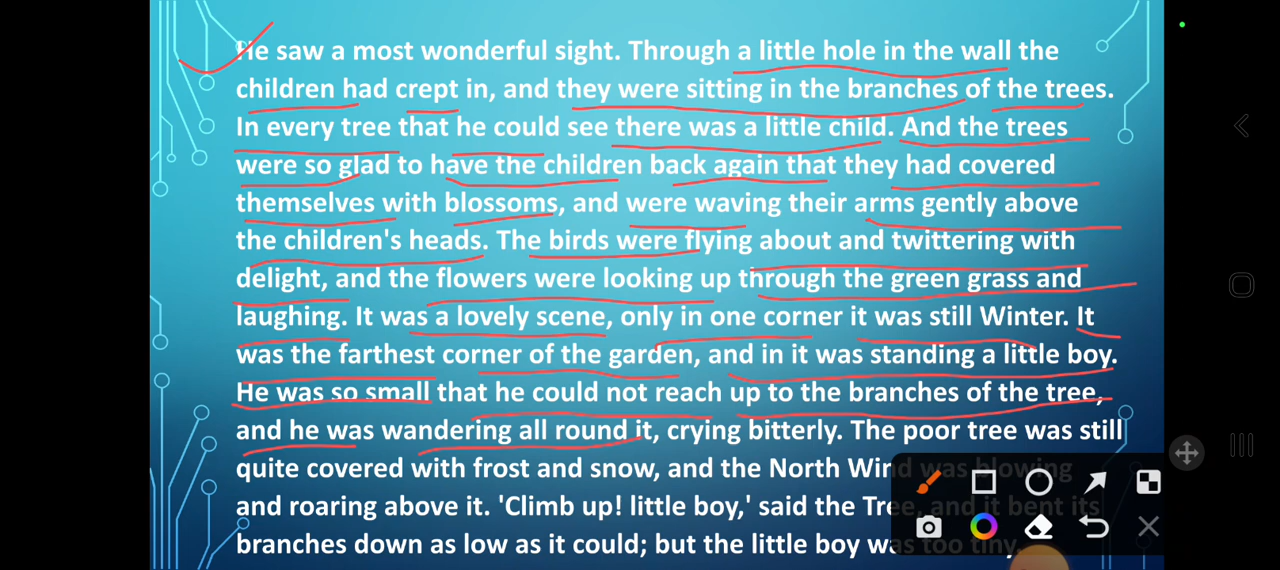 He saw a most wonderful sight. Through a little hole in the wall the
children had crept in, and they were sitting in the branches of the trees.
In every tree that he could see there was a little child. And the trees
were so glad to have the children back again that they had covered
themselves with blossoms, and were waving their arms gently above
the children's heads. The birds were flying about and twittering with
delight, and the flowers were looking up through the green grass and
laughing. It was a lovely scene, only in one corner it was still Winter. It
was the farthest corner of the garden, and in it was standing a little boy.
He was so small that he could not reach up to the branches of the tree,
and he was wandering all round it, crying bitterly. The poor tree was still
quite covered with frost and snow, and the North Wind was blowing
and roaring above it. 'Climb up! little boy,' said the Tree, and it bent its
branches down as low as it could; but the little boy was too tiny.